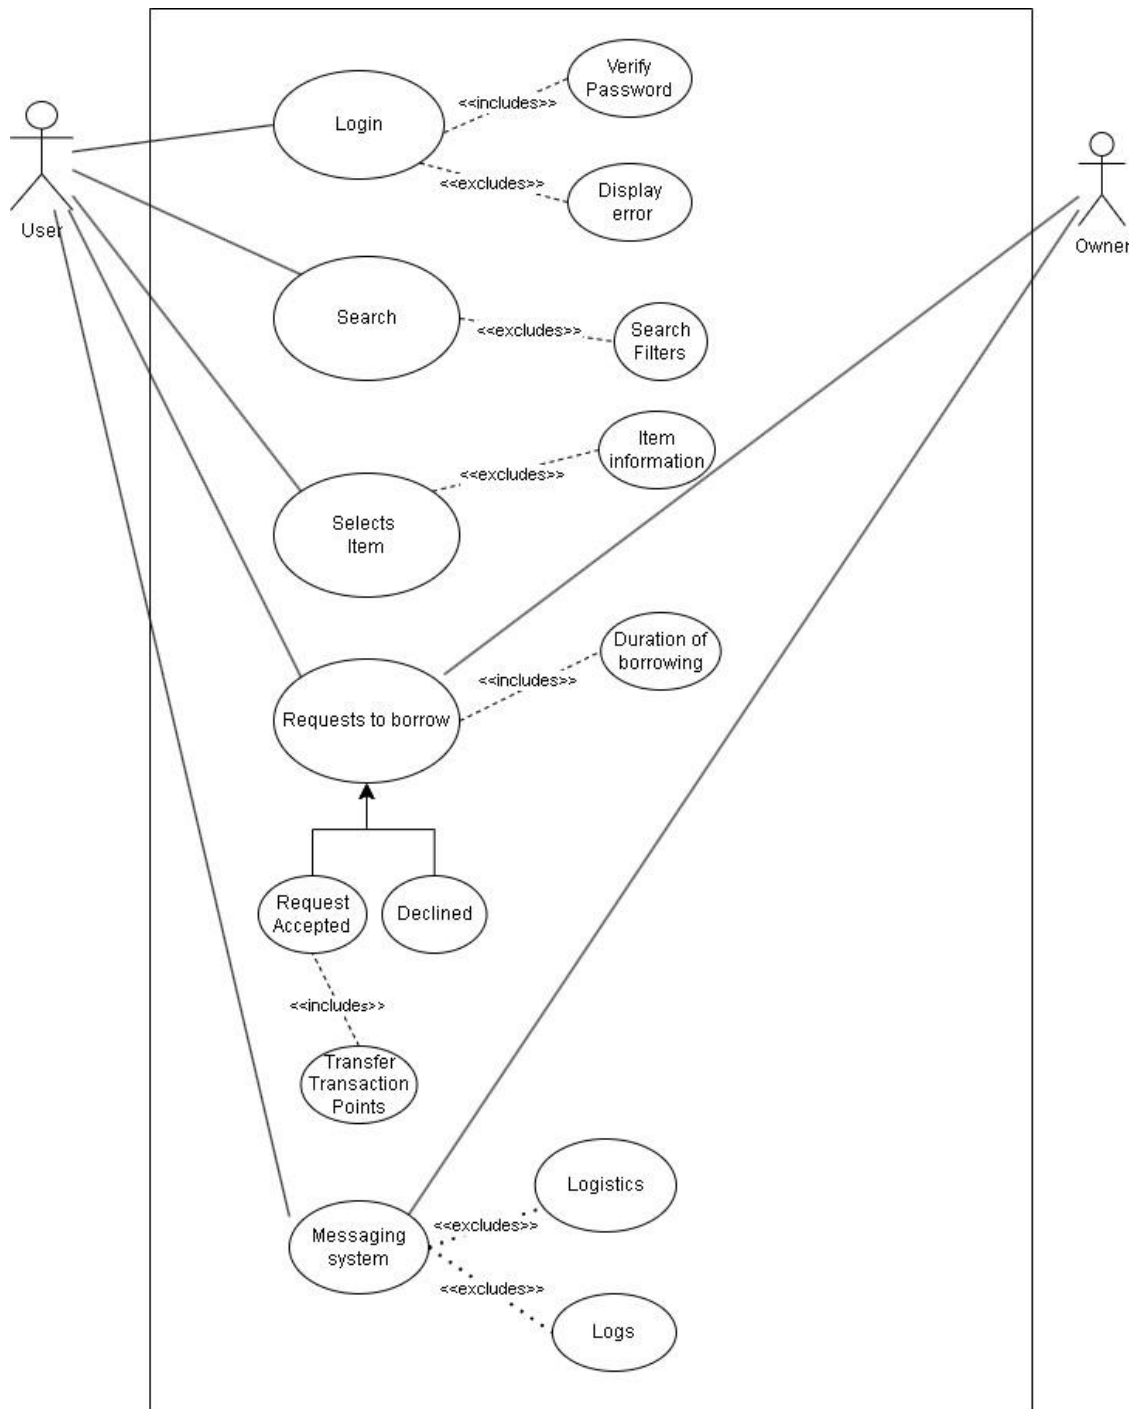 Verify
Password
<<includes>>
Login
<<excludes>>
Display
error
User
Owner
Search
<<excludes>>
Search
Filters
Item
information
<<excludes>>
Selects
Item
Duration of
borrowing
<<includes>>
Requests to borrow
Request
Accepted
Declined
<<includes>>
Transfer
Transaction
Points
Logistics
<<excludes>>
Messaging
system
<<excludes>>
Logs